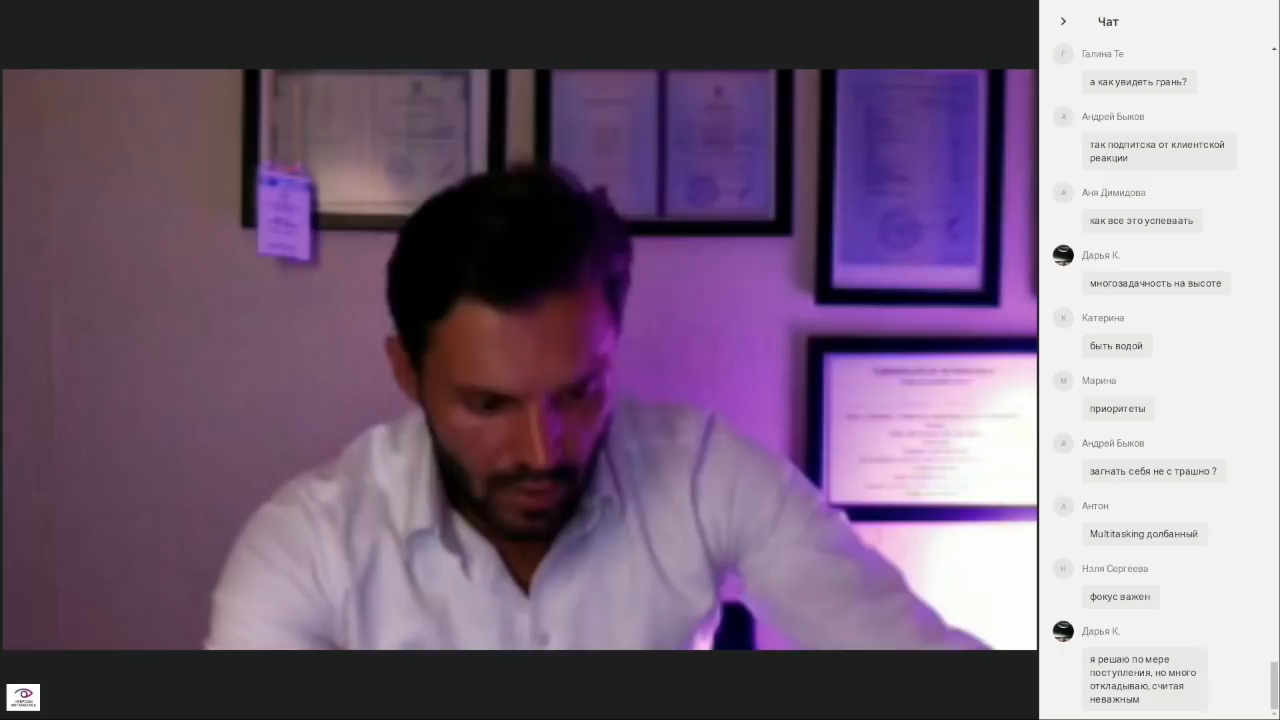 Чат
Галина Те
а как увидеть грань?
Андрей Быков
так подпитска от клиентской
реакции
Аня Димидова
как все это успеваать
Дарья К.
многозадачность на высоте
Катерина
быть водой
Марина
приоритеты
Андрей Быков
загнать себя не с трашно ?
Антон
Multitasking долбанный
Нэля Сергеева
фокус важен
Дарья К.
я решаю по мере
поступления, но много
откладываю, считая
неважным